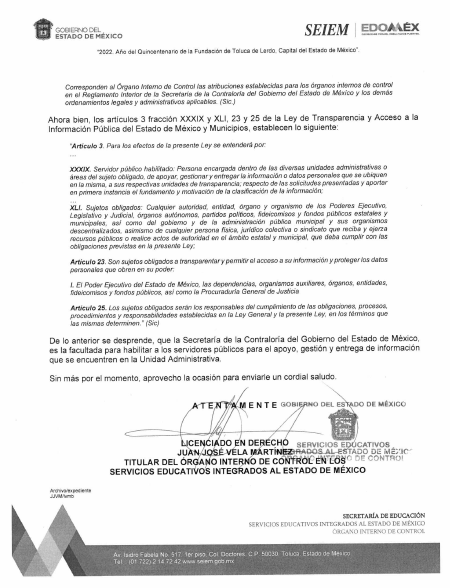 GOBIERNO DEL
ESTADO DE MÉXICO
SEIEM
EDOMÉX
"2022. Año del Quincentenario de la Fundación de Toluca de Lerdo, Capital del Estado de México".
Corresponden al Órgano Interno de Control las atribuciones establecidas para los órganos internos de control
en el Reglamento Interior de la Secretaría de la Contraloría del Gobierno del Estado de México y los demás
ordenamientos legales y administrativos aplicables. (Sic.)
Ahora bien, los artículos 3 fracción XXXIX y XLI, 23 y 25 de la Ley de Transparencia y Acceso a la
Información Pública del Estado de México y Municipios, establecen lo siguiente:
"Artículo 3. Para los efectos de la presente Ley se entenderá por:
...
XXXIX. Servidor público habilitado: Persona encargada dentro de las diversas unidades administrativas o
áreas del sujeto obligado, de apoyar, gestionar y entregar la información o datos personales que se ubiquen
en la misma, a sus respectivas unidades de transparencia; respecto de las solicitudes presentadas y aportar
en primera instancia el fundamento y motivación de la clasificación de la información;
...
XLI. Sujetos obligados: Cualquier autoridad, entidad, órgano y organismo de los Poderes Ejecutivo,
Legislativo y Judicial, órganos autónomos, partidos políticos, fideicomisos y fondos públicos estatales y
municipales, así como del gobierno y de la administración pública municipal y sus organismos
descentralizados, asimismo de cualquier persona física, jurídico colectiva o sindicato que reciba y ejerza
recursos públicos o realice actos de autoridad en el ámbito estatal y municipal, que deba cumplir con las
obligaciones previstas en la presente Ley;
Artículo 23. Son sujetos obligados a transparentar y permitir el acceso a su información y proteger los datos
personales que obren en su poder:
I. El Poder Ejecutivo del Estado de México, las dependencias, organismos auxiliares, órganos, entidades,
fideicomisos y fondos públicos, así como la Procuraduría General de Justicia
Artículo 25. Los sujetos obligados serán los responsables del cumplimiento de las obligaciones, procesos,
procedimientos y responsabilidades establecidas en la Ley General y la presente Ley, en los términos que
las mismas determinen." (Sic)
De lo anterior se desprende, que la Secretaría de la Contraloría del Gobierno del Estado de México,
es la facultada para habilitar a los servidores públicos para el apoyo, gestión y entrega de información
que se encuentren en la Unidad Administrativa.
Sin más por el momento, aprovecho la ocasión para enviarle un cordial saludo.
ATENTAMENTE
GOBIERNO DEL ESTADO DE MÉXICO
LICENCIADO EN DERECHO
SERVICIOS EDUCATIVOS
JUAN JOSÉ VELA MARTÍNEZ
INTEGRADOS AL ESTADO DE MÉXICO
ÓRGANO INTERNO DE CONTROL
TITULAR DEL ÓRGANO INTERNO DE CONTROL EN LOS
SERVICIOS EDUCATIVOS INTEGRADOS AL ESTADO DE MÉXICO
Archivo/expediente
SECRETARÍA DE EDUCACIÓN
SERVICIOS EDUCATIVOS INTEGRADOS AL ESTADO DE MÉXICO
ÓRGANO INTERNO DE CONTROL
Av. Isidro Fabela No. 517, 1er piso, Col. Doctores, C.P. 50030, Toluca, Estado de México
Tel.: (01 722) 2 14 72 42 www.seiem.gob.mx